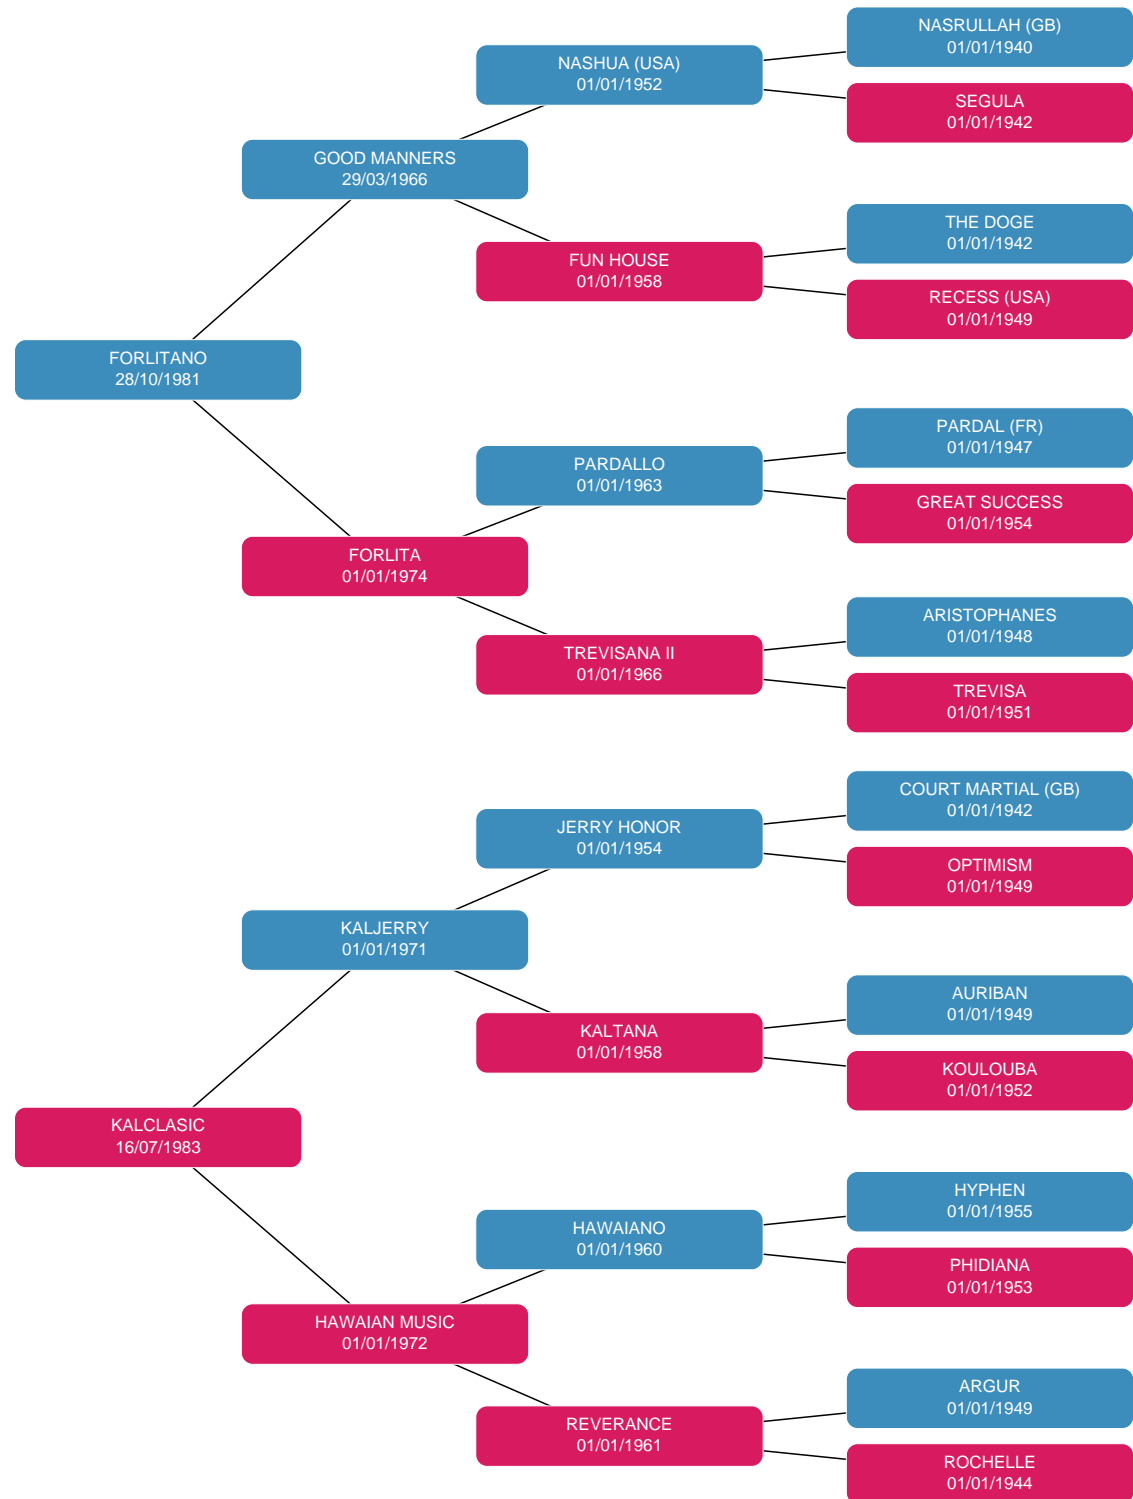 NASRULLAH (GB)
01/01/1940
NASHUA (USA)
01/01/1952
SEGULA
01/01/1942
GOOD MANNERS
29/03/1966
THE DOGE
01/01/1942
FUN HOUSE
01/01/1958
RECESS (USA)
01/01/1949
FORLITANO
28/10/1981
PARDAL (FR)
01/01/1947
PARDALLO
01/01/1963
GREAT SUCCESS
01/01/1954
FORLITA
01/01/1974
ARISTOPHANES
01/01/1948
TREVISANA II
01/01/1966
TREVISA
01/01/1951
COURT MARTIAL (GB)
01/01/1942
JERRY HONOR
01/01/1954
OPTIMISM
01/01/1949
KALJERRY
01/01/1971
AURIBAN
01/01/1949
KALTANA
01/01/1958
KOULOUBA
01/01/1952
KALCLASIC
16/07/1983
HYPHEN
01/01/1955
HAWAIANO
01/01/1960
PHIDIANA
01/01/1953
HAWAIAN MUSIC
01/01/1972
ARGUR
01/01/1949
REVERANCE
01/01/1961
ROCHELLE
01/01/1944